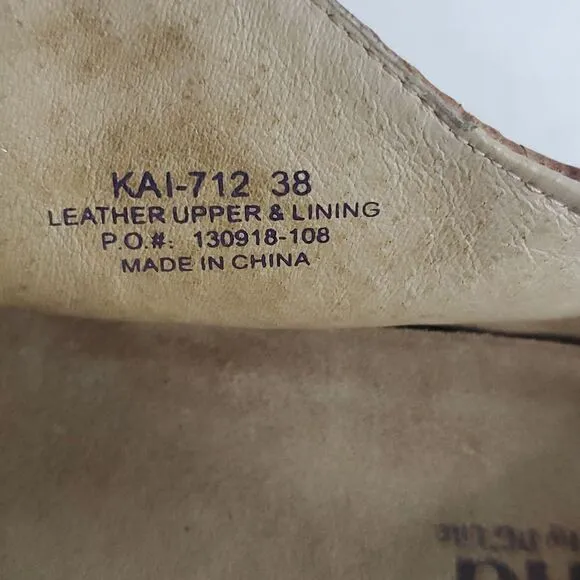 KAI-712 38
LEATHER UPPER & LINING
P.O.#: 130918-108
MADE IN CHINA